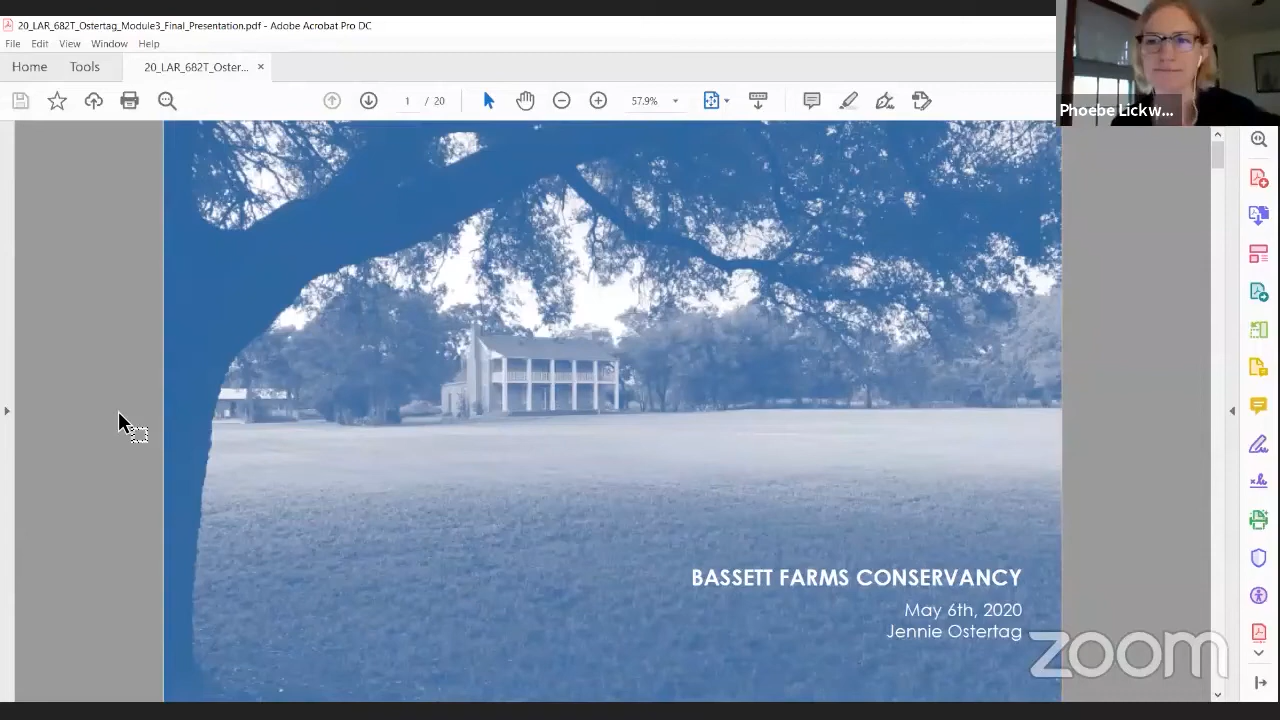 20_LAR_682T_Ostertag_Module3_Final_Presentation.pdf - Adobe Acrobat Pro DC
File Edit View Window Help
Home Tools 20_LAR_682T_Oster... ×
1 / 20 57.9%
Phoebe Lickw...
BASSETT FARMS CONSERVANCY
May 6th, 2020
Jennie Ostertag
zoom